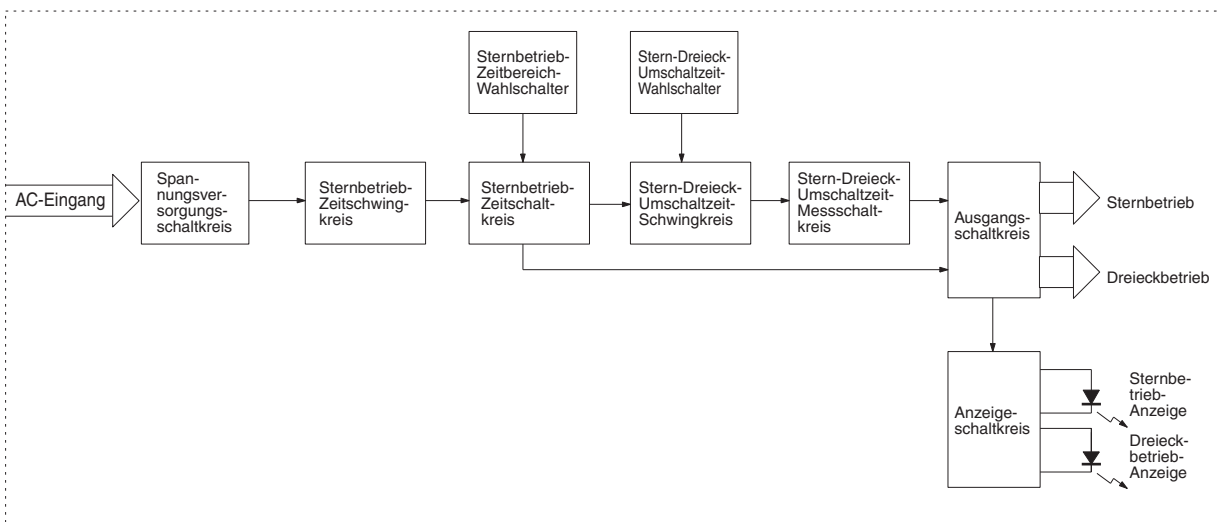 Sternbetrieb-
Zeitbereich-
Wahlschalter
Stern-Dreieck-
Umschaltzeit-
Wahlschalter
AC-Eingang
Span-
nungsver-
sorgungs-
schaltkreis
Sternbetrieb-
Zeitschwing-
kreis
Sternbetrieb-
Zeitschalt-
kreis
Stern-Dreieck-
Umschaltzeit-
Schwingkreis
Stern-Dreieck-
Umschaltzeit-
Messschalt-
kreis
Ausgangs-
schaltkreis
Sternbetrieb
Dreieckbetrieb
Anzeige-
schaltkreis
Sternbe-
trieb-
Anzeige
Dreieck-
betrieb-
Anzeige